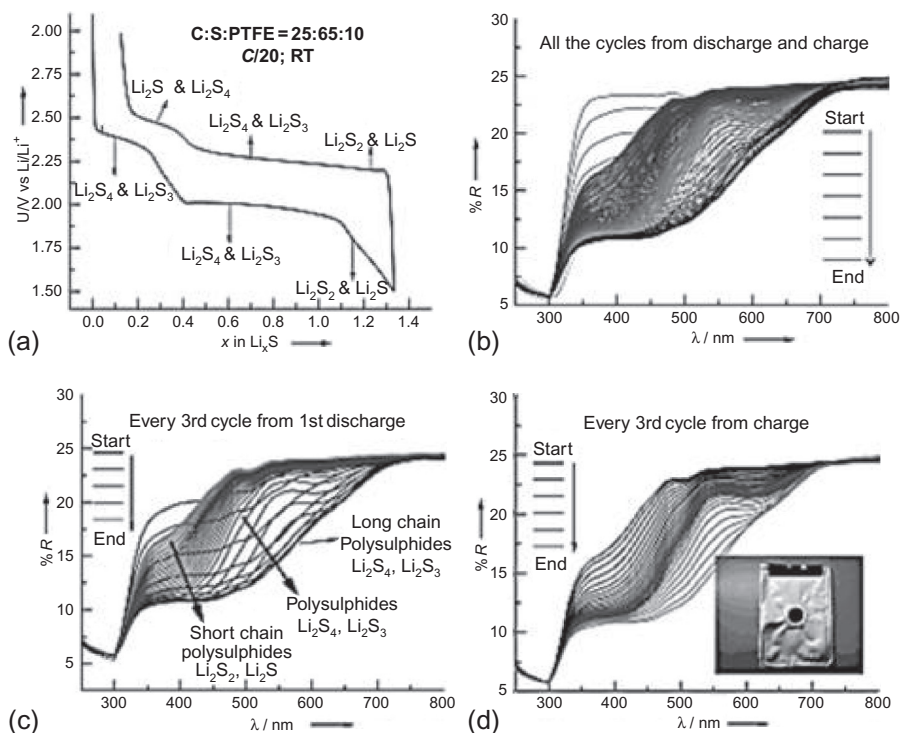 C:S:PTFE = 25:65:10
C/20; RT
Li₂S & Li₂S₄
Li₂S₄ & Li₂S₃
Li₂S₂ & Li₂S
Li₂S₄ & Li₂S₃
Li₂S₄ & Li₂S₃
Li₂S₂ & Li₂S
U/V vs Li/Li⁺
2.00
2.50
2.25
2.00
1.75
1.50
0.0 0.2 0.4 0.6 0.8 1.0 1.2 1.4
x in LiₓS
(a)
All the cycles from discharge and charge
Start
End
% R
30
25
20
15
10
5
300 400 500 600 700 800
λ / nm
(b)
Every 3rd cycle from 1st discharge
Start
End
Long chain
Polysulphides
Li₂S₄, Li₂S₃
Polysulphides
Li₂S₄, Li₂S₃
Short chain
polysulphides
Li₂S₂, Li₂S
% R
30
25
20
15
10
5
300 400 500 600 700 800
λ / nm
(c)
Every 3rd cycle from charge
Start
End
% R
30
25
20
15
10
5
300 400 500 600 700 800
λ / nm
(d)